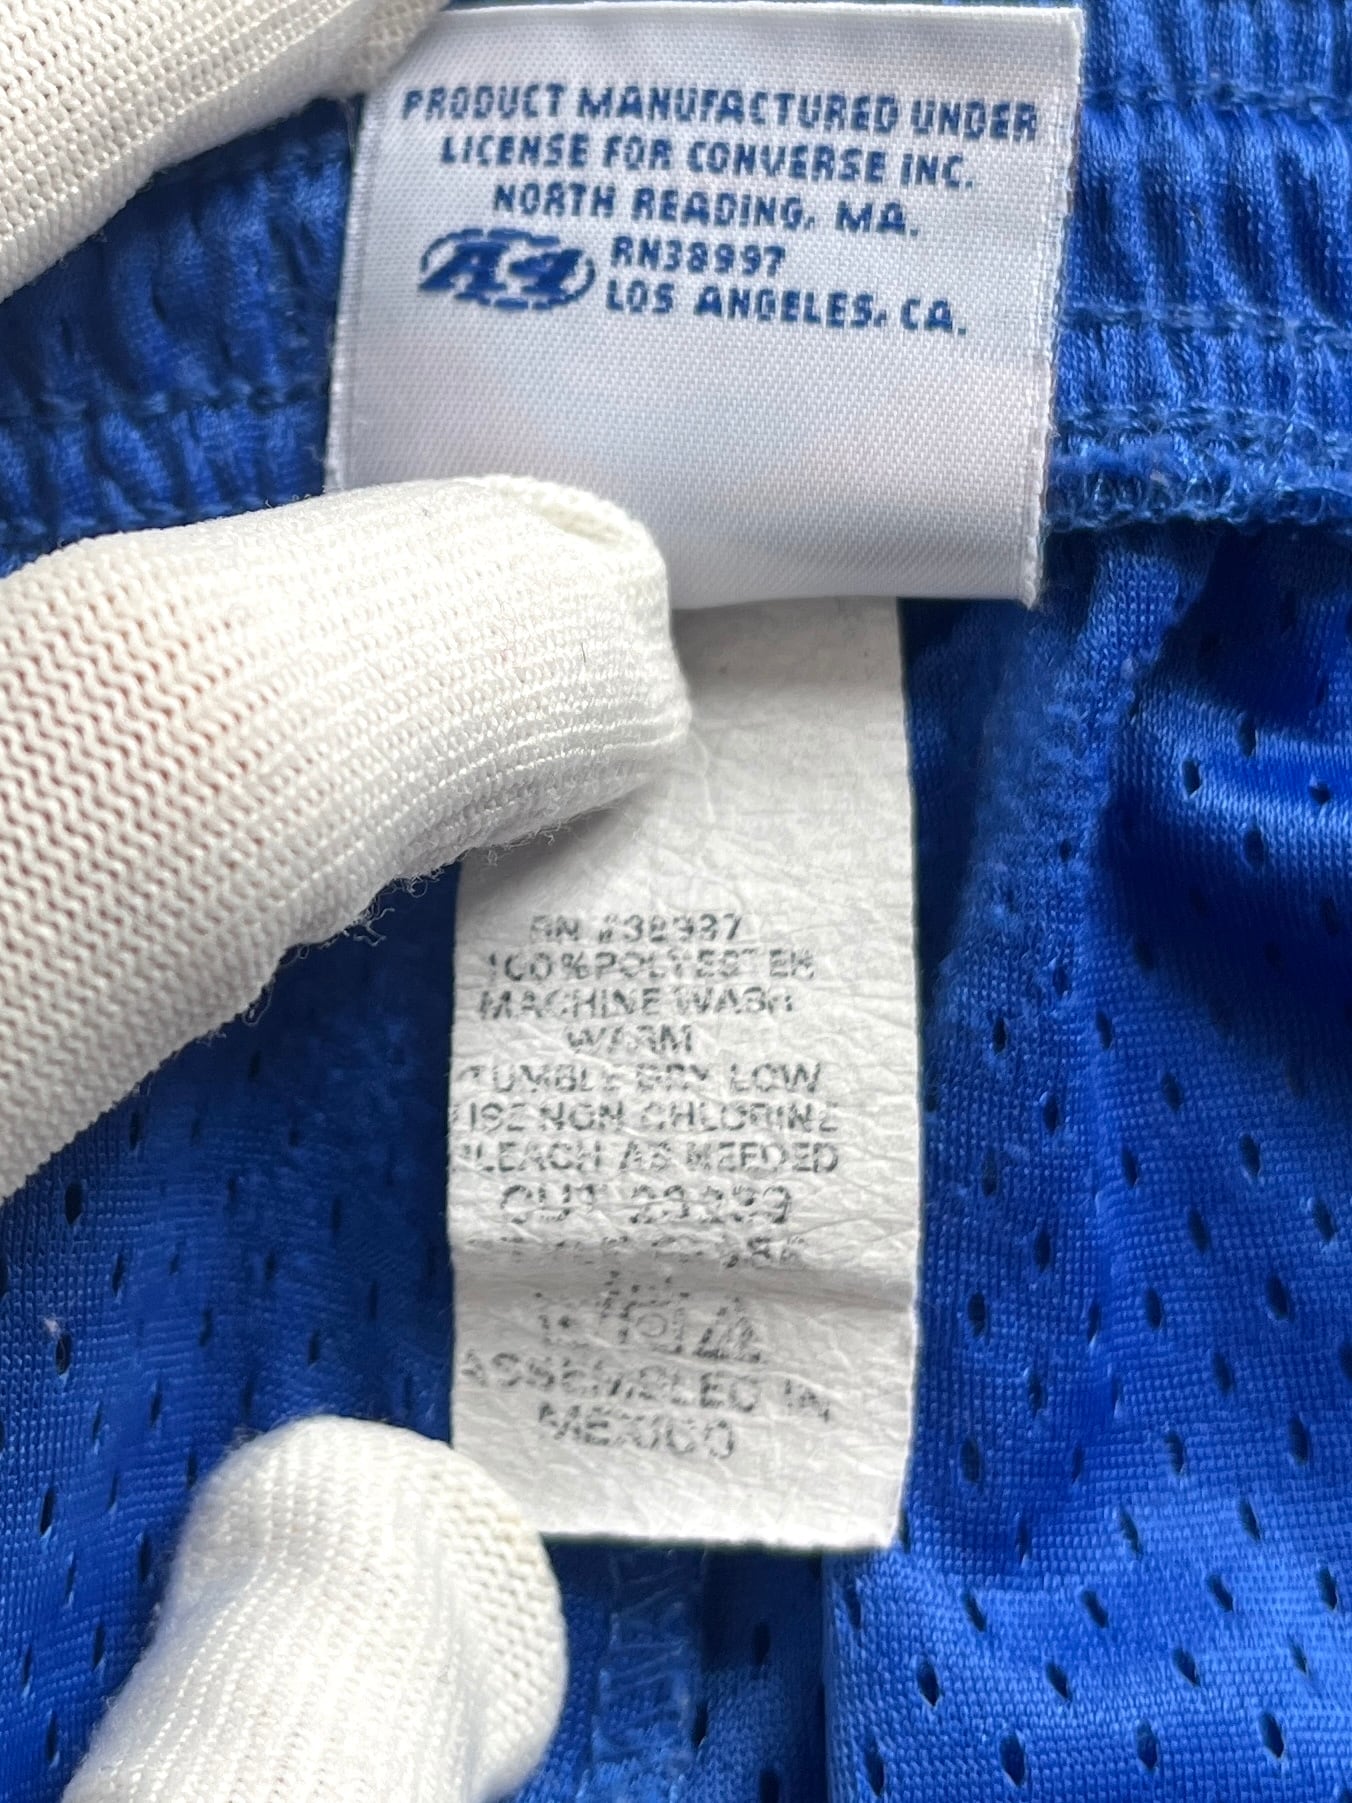 PRODUCT MANUFACTURED UNDER
LICENSE FOR CONVERSE INC.
NORTH READING, MA.
A4 RN38997
LOS ANGELES, CA.
RN #38997
100%POLYESTER
MACHINE WASH
WARM
TUMBLE DRY LOW
USE NON CHLORINE
BLEACH AS NEEDED
CUT
ASSEMBLED IN
MEXICO